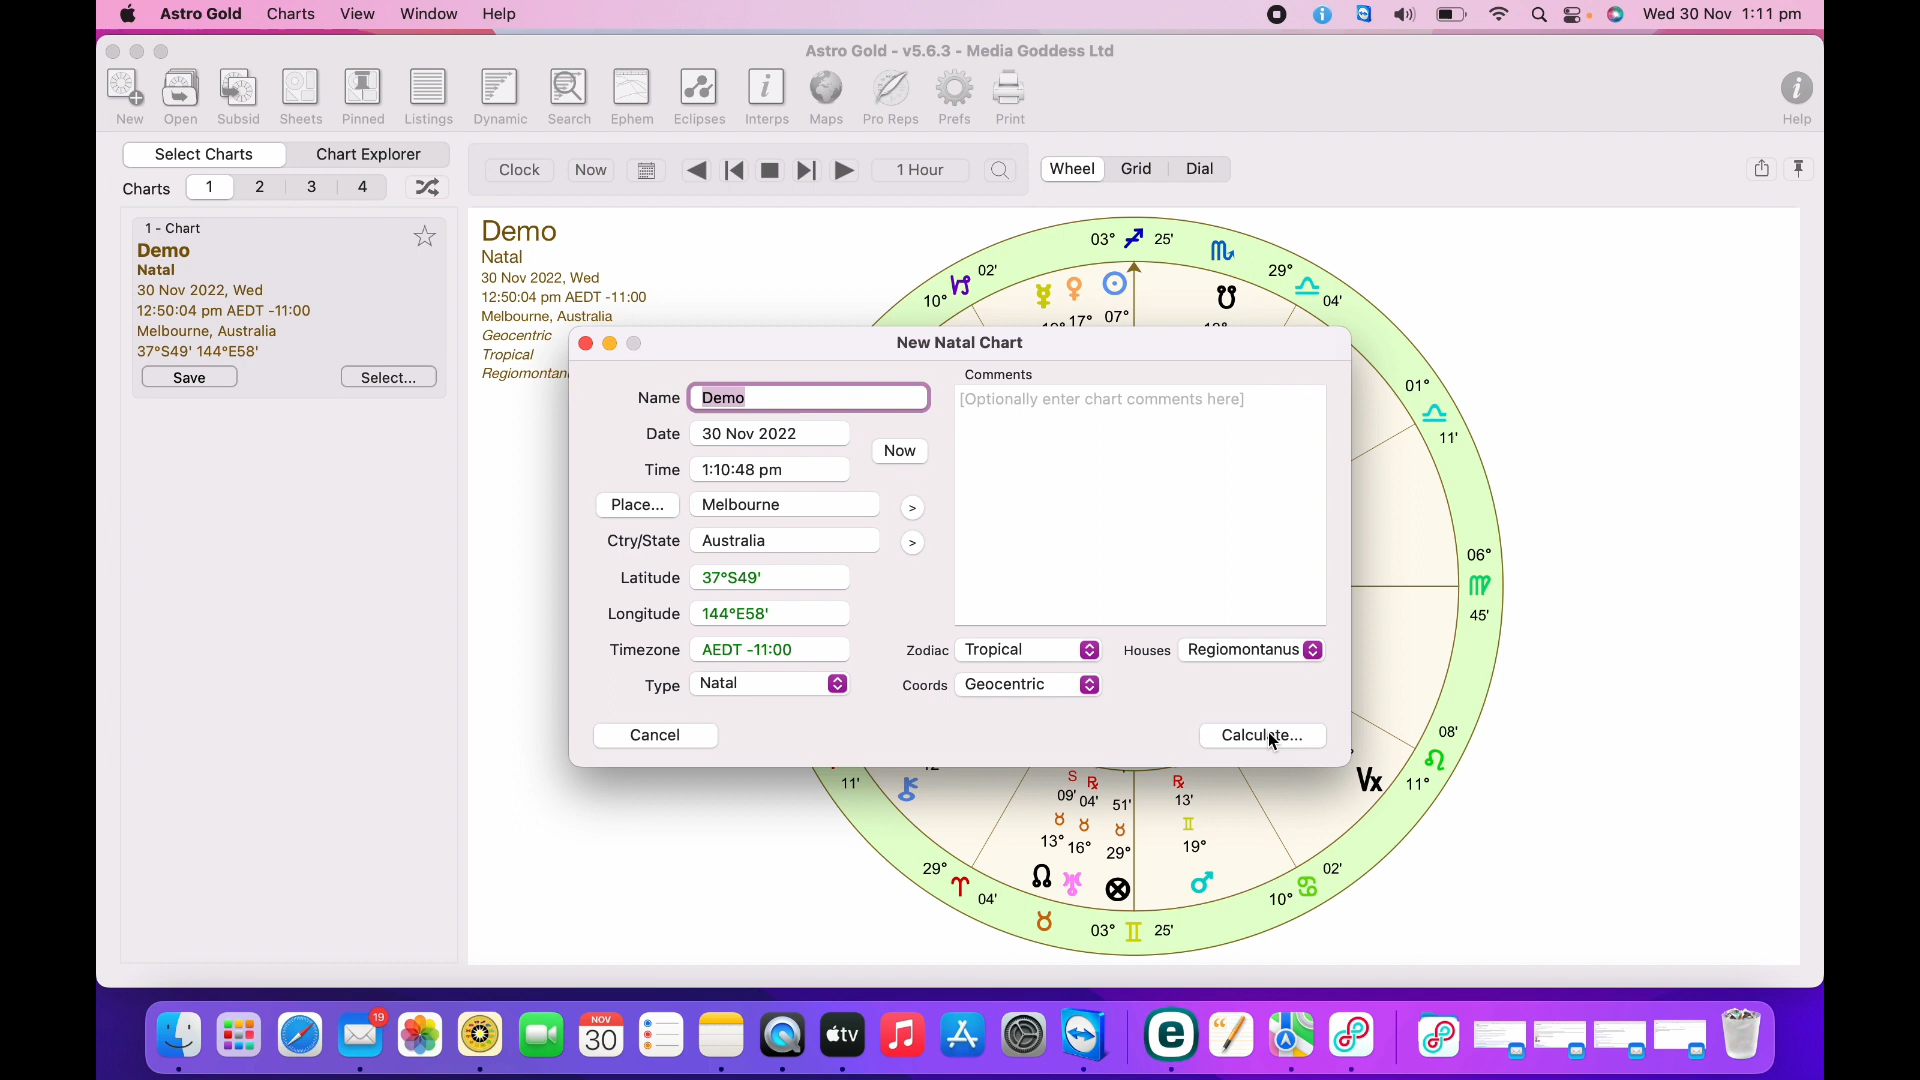 Astro Gold Charts View Window Help Wed 30 Nov 1:11 pm
Astro Gold - v5.6.3 - Media Goddess Ltd
New Open Subsid Sheets Pinned Listings Dynamic Search Ephem Eclipses Interps Maps Pro Reps Prefs Print Help
Select Charts Chart Explorer
Charts 1 2 3 4
Clock Now 1 Hour Wheel Grid Dial
1 - Chart
Demo
Natal
30 Nov 2022, Wed
12:50:04 pm AEDT -11:00
Melbourne, Australia
37°S49' 144°E58'
Save Select...
Demo
Natal
30 Nov 2022, Wed
12:50:04 pm AEDT -11:00
Melbourne, Australia
Geocentric
Tropical
03° 25'
02'
10°
29°
04'
17° 07°
01°
11'
06°
45'
08'
11°
02'
10°
03° 25'
04'
29°
11'
S
09' 04' 51' 13'
13° 16° 29° 19°
Vx
New Natal Chart
Name Demo
Date 30 Nov 2022
Time 1:10:48 pm
Now
Place... Melbourne >
Ctry/State Australia >
Latitude 37°S49'
Longitude 144°E58'
Timezone AEDT -11:00
Type Natal
Comments
[Optionally enter chart comments here]
Zodiac Tropical Houses Regiomontanus
Coords Geocentric
Cancel Calculate...
19
NOV
30
tv